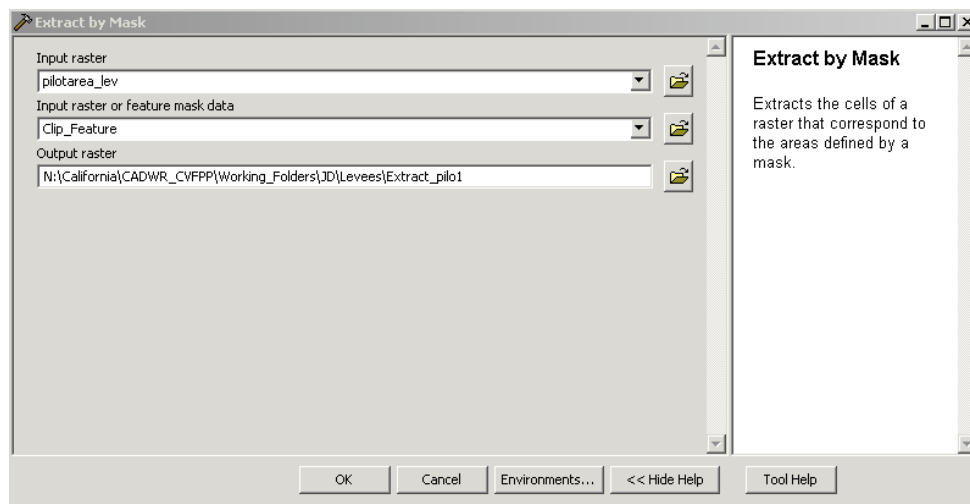 Extract by Mask
Input raster
pilotarea_lev
Input raster or feature mask data
Clip_Feature
Output raster
N:\California\CADWR_CVFPP\Working_Folders\JD\Levees\Extract_pilo1
Extract by Mask
Extracts the cells of a
raster that correspond to
the areas defined by a
mask.
OK
Cancel
Environments...
<< Hide Help
Tool Help